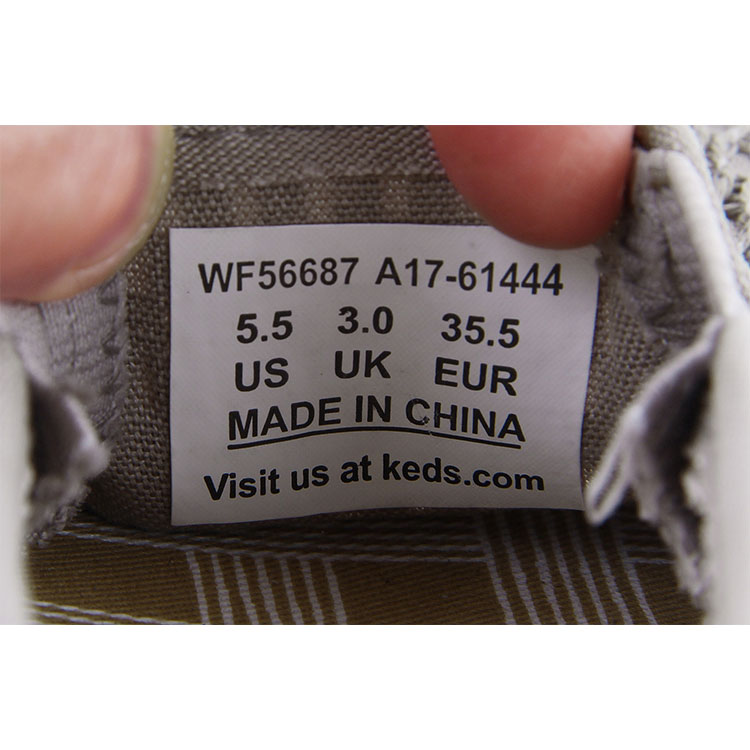 WF56687 A17-61444
5.5 3.0 35.5
US UK EUR
MADE IN CHINA
Visit us at keds.com